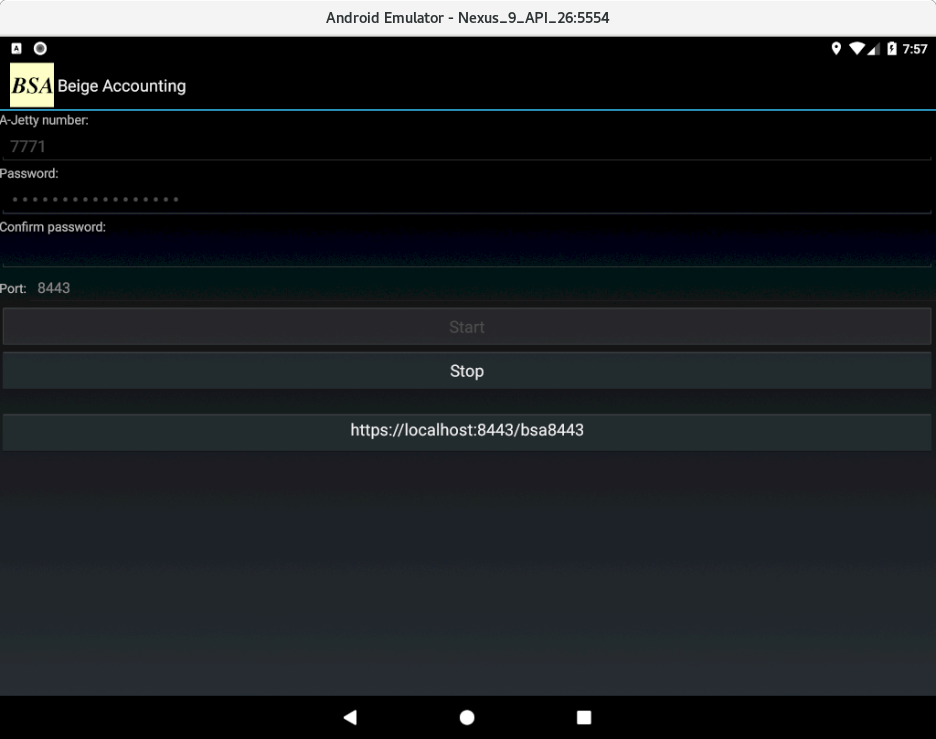 Android Emulator - Nexus_9_API_26:5554
A 7:57
BSA Beige Accounting
A-Jetty number:
7771
Password:
•••••••••••••••••
Confirm password:
Port: 8443
Start
Stop
https://localhost:8443/bsa8443